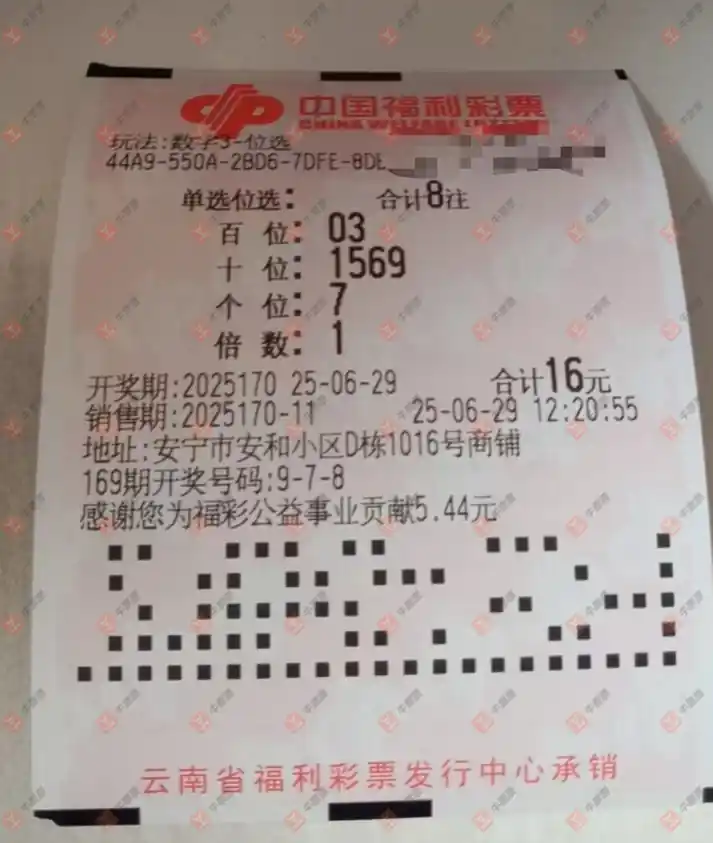 中国福利彩票
CHINA WELFARE LOTTERY
玩法:数字3-位选
44A9-550A-2BD6-7DFE-8DE
单选位选: 合计8注
百 位: 03
十 位: 1569
个 位: 7
倍 数: 1
开奖期:2025170 25-06-29 合计16元
销售期:2025170-11 25-06-29 12:20:55
地址:安宁市安和小区D栋1016号商铺
169期开奖号码:9-7-8
感谢您为福彩公益事业贡献5.44元
云南省福利彩票发行中心承销